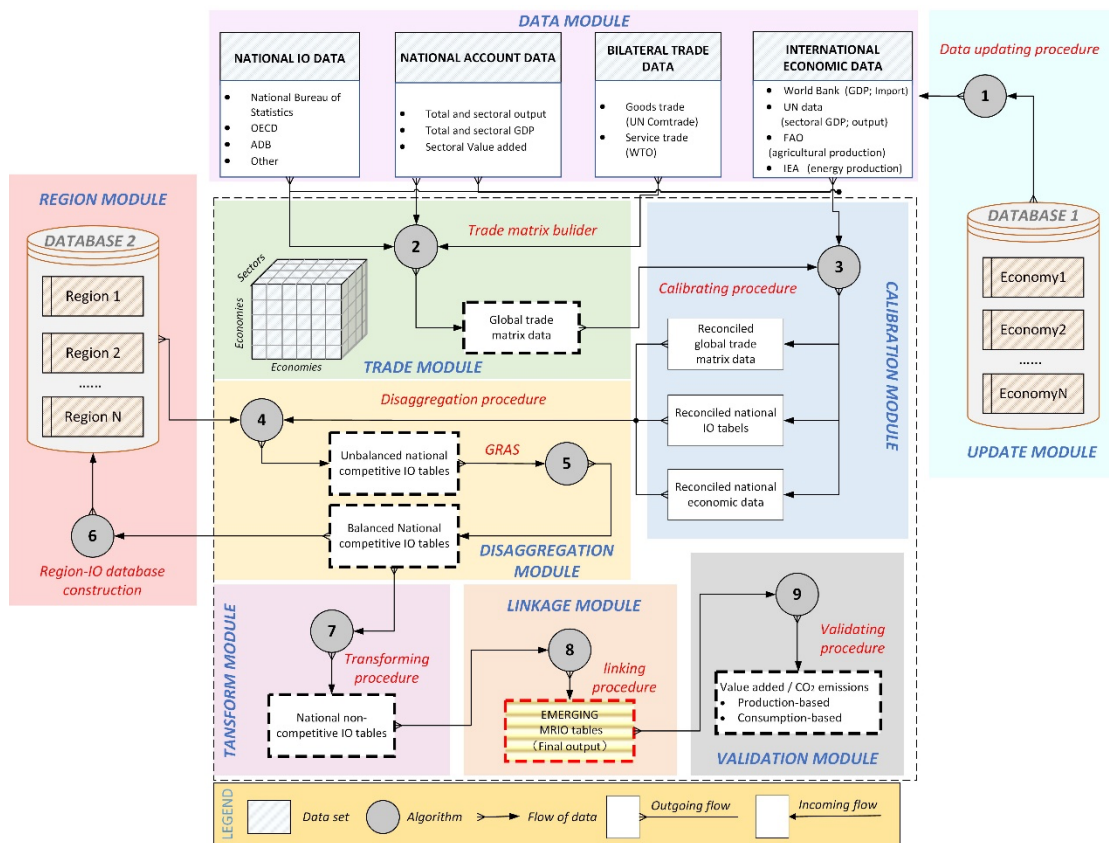 DATA MODULE
NATIONAL IO DATA
• National Bureau of
Statistics
• OECD
• ADB
• Other
NATIONAL ACCOUNT DATA
• Total and sectoral output
• Total and sectoral GDP
• Sectoral Value added
BILATERAL TRADE
DATA
• Goods trade
(UN Comtrade)
• Service trade
(WTO)
INTERNATIONAL
ECONOMIC DATA
• World Bank (GDP; Import)
• UN data
(sectoral GDP; output)
• FAO
(agricultural production)
• IEA (energy production)
Data updating procedure
1
DATABASE 1
Economy1
Economy2
......
EconomyN
UPDATE MODULE
REGION MODULE
DATABASE 2
Region 1
Region 2
......
Region N
6
Region-IO database
construction
2
Trade matrix bulider
Sectors
Economies
Economies
Global trade
matrix data
TRADE MODULE
3
Calibrating procedure
Reconciled
global trade
matrix data
Reconciled national
IO tabels
Reconciled national
economic data
CALIBRATION MODULE
4
Disaggregation procedure
Unbalanced national
competitive IO tables
GRAS
5
Balanced National
competitive IO tables
DISAGGREGATION
MODULE
7
Transforming
procedure
National non-
competitive IO tables
TANSFORM MODULE
LINKAGE MODULE
8
linking
procedure
EMERGING
MRIO tables
(Final output)
9
Validating
procedure
Value added / CO₂ emissions
• Production-based
• Consumption-based
VALIDATION MODULE
LEGEND
Data set
Algorithm
Flow of data
Outgoing flow
Incoming flow